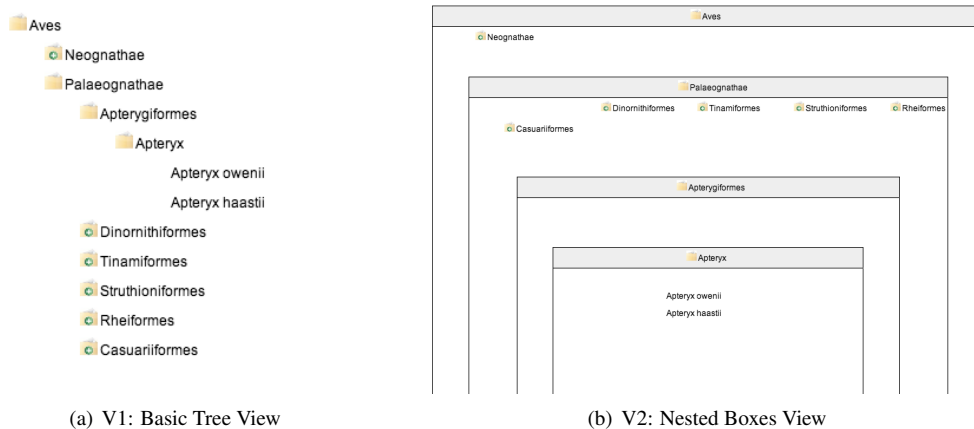 Aves
Neognathae
Palaeognathae
Apterygiformes
Apteryx
Apteryx owenii
Apteryx haastii
Dinornithiformes
Tinamiformes
Struthioniformes
Rheiformes
Casuariiformes
(a) V1: Basic Tree View
Aves
Neognathae
Palaeognathae
Dinornithiformes Tinamiformes Struthioniformes Rheiformes
Casuariiformes
Apterygiformes
Apteryx
Apteryx owenii
Apteryx haastii
(b) V2: Nested Boxes View